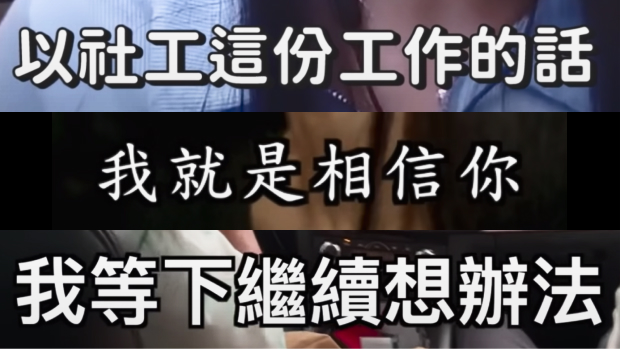 以社工這份工作的話
我就是相信你
我等下繼續想辦法